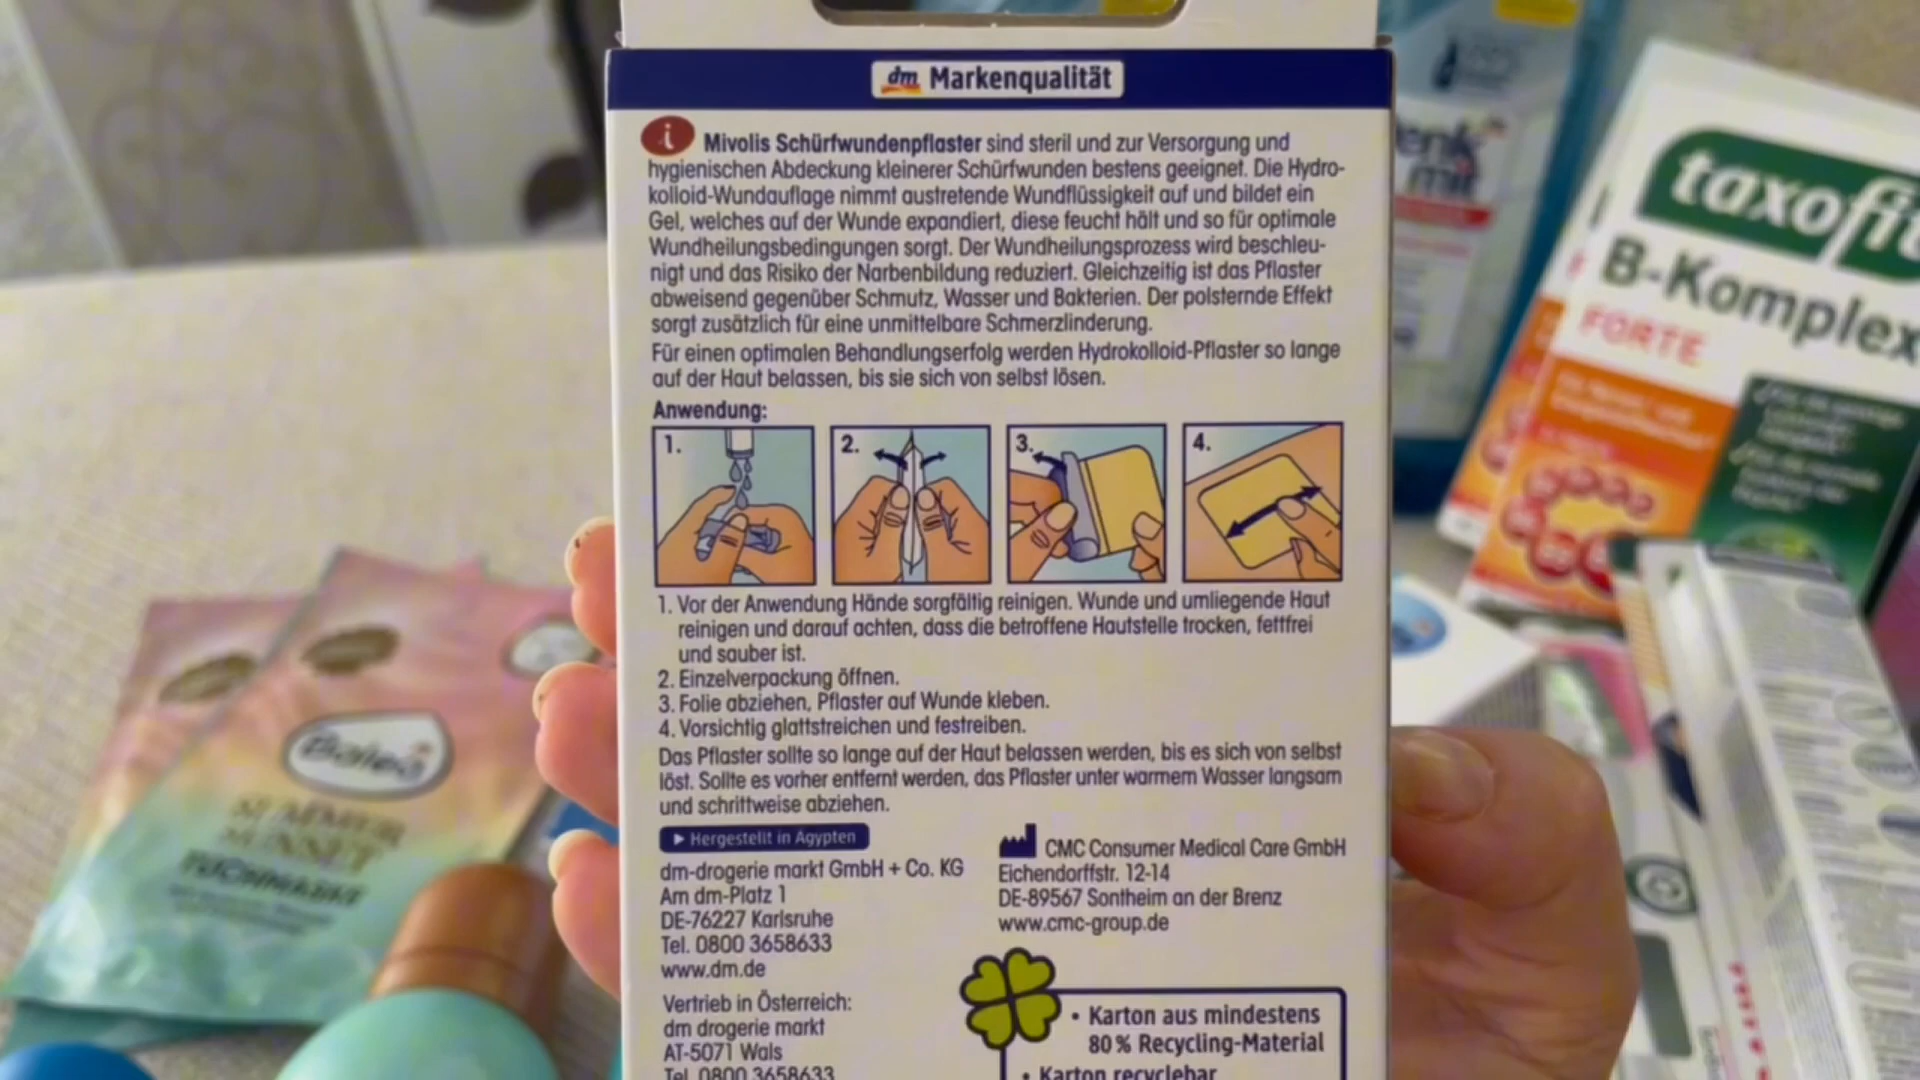 dm Markenqualität
i Mivolis Schürfwundenpflaster sind steril und zur Versorgung und
hygienischen Abdeckung kleinerer Schürfwunden bestens geeignet. Die Hydro-
kolloid-Wundauflage nimmt austretende Wundflüssigkeit auf und bildet ein
Gel, welches auf der Wunde expandiert, diese feucht hält und so für optimale
Wundheilungsbedingungen sorgt. Der Wundheilungsprozess wird beschleu-
nigt und das Risiko der Narbenbildung reduziert. Gleichzeitig ist das Pflaster
abweisend gegenüber Schmutz, Wasser und Bakterien. Der polsternde Effekt
sorgt zusätzlich für eine unmittelbare Schmerzlinderung.
Für einen optimalen Behandlungserfolg werden Hydrokolloid-Pflaster so lange
auf der Haut belassen, bis sie sich von selbst lösen.
Anwendung:
1. 2. 3. 4.
1. Vor der Anwendung Hände sorgfältig reinigen. Wunde und umliegende Haut
reinigen und darauf achten, dass die betroffene Hautstelle trocken, fettfrei
und sauber ist.
2. Einzelverpackung öffnen.
3. Folie abziehen, Pflaster auf Wunde kleben.
4. Vorsichtig glattstreichen und festreiben.
Das Pflaster sollte so lange auf der Haut belassen werden, bis es sich von selbst
löst. Sollte es vorher entfernt werden, das Pflaster unter warmem Wasser langsam
und schrittweise abziehen.
Hergestellt in Ägypten
dm-drogerie markt GmbH + Co. KG
Am dm-Platz 1
DE-76227 Karlsruhe
Tel. 0800 3658633
www.dm.de
Vertrieb in Österreich:
dm drogerie markt
AT-5071 Wals
Tel. 0800 3658633
CMC Consumer Medical Care GmbH
Eichendorffstr. 12-14
DE-89567 Sontheim an der Brenz
www.cmc-group.de
• Karton aus mindestens
80 % Recycling-Material
• Karton recyclebar
Balea
SUMMER
SUNSET
TUCHMASKE
denk
mit
taxofit
B-Komplex
FORTE